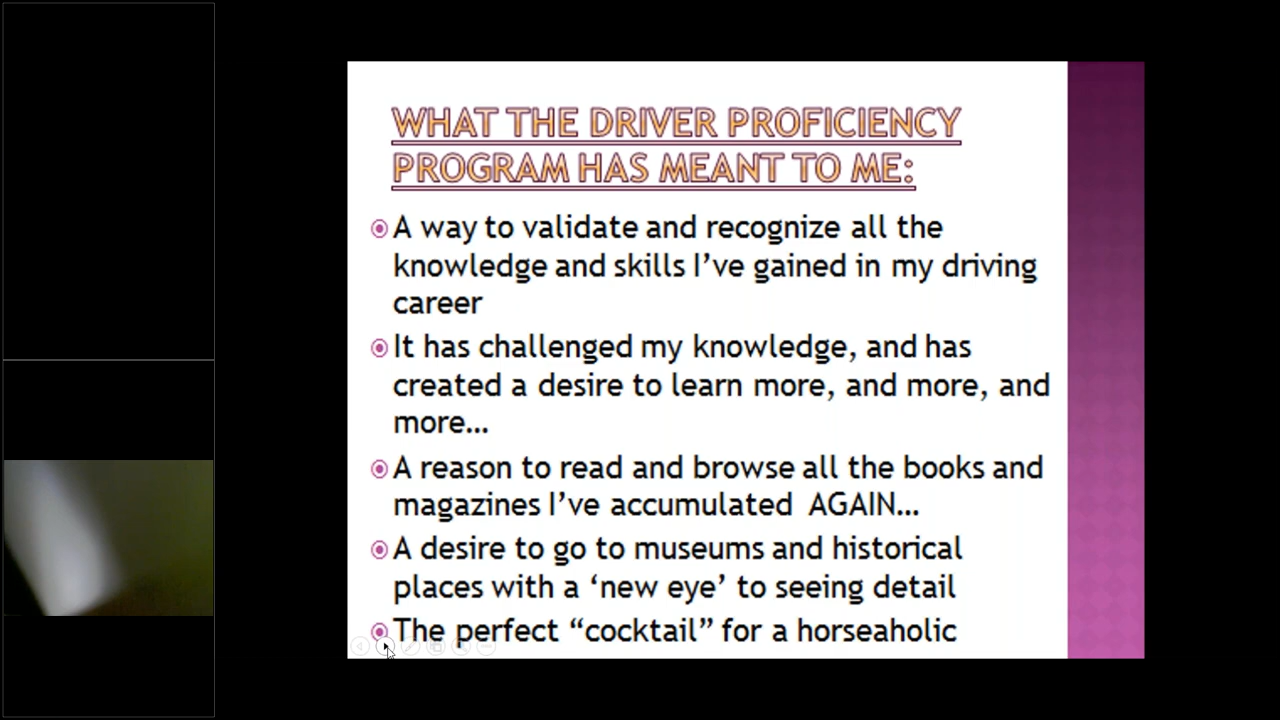 WHAT THE DRIVER PROFICIENCY
PROGRAM HAS MEANT TO ME:
A way to validate and recognize all the
knowledge and skills I’ve gained in my driving
career
It has challenged my knowledge, and has
created a desire to learn more, and more, and
more…
A reason to read and browse all the books and
magazines I’ve accumulated AGAIN…
A desire to go to museums and historical
places with a ‘new eye’ to seeing detail
The perfect “cocktail” for a horseaholic